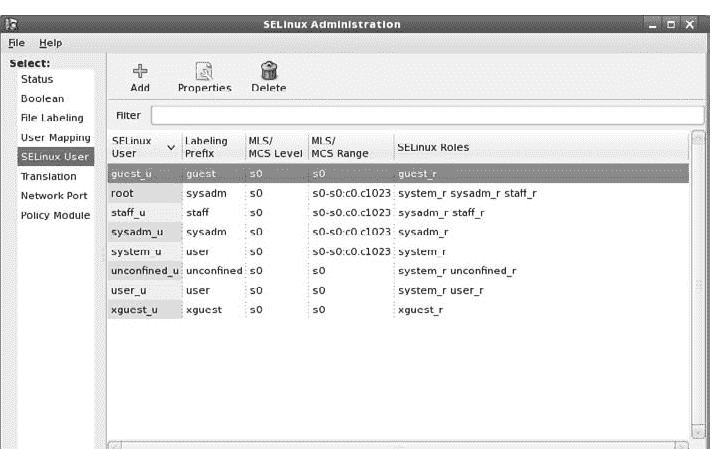 SELinux Administration
File Help
Select:
Status
Boolean
File Labeling
User Mapping
SELinux User
Translation
Network Port
Policy Module
Add Properties Delete
Filter
SELinux User Labeling Prefix MLS/ MCS Level MLS/ MCS Range SELinux Roles
guest_u guest s0 s0 guest_r
root sysadm s0 s0-s0:c0.c1023 system_r sysadm_r staff_r
staff_u staff s0 s0-s0:c0.c1023 sysadm_r staff_r
sysadm_u sysadm s0 s0-s0:c0.c1023 sysadm_r
system_u user s0 s0-s0:c0.c1023 system_r
unconfined_u unconfined s0 s0 system_r unconfined_r
user_u user s0 s0 system_r user_r
xguest_u xguest s0 s0 xguest_r